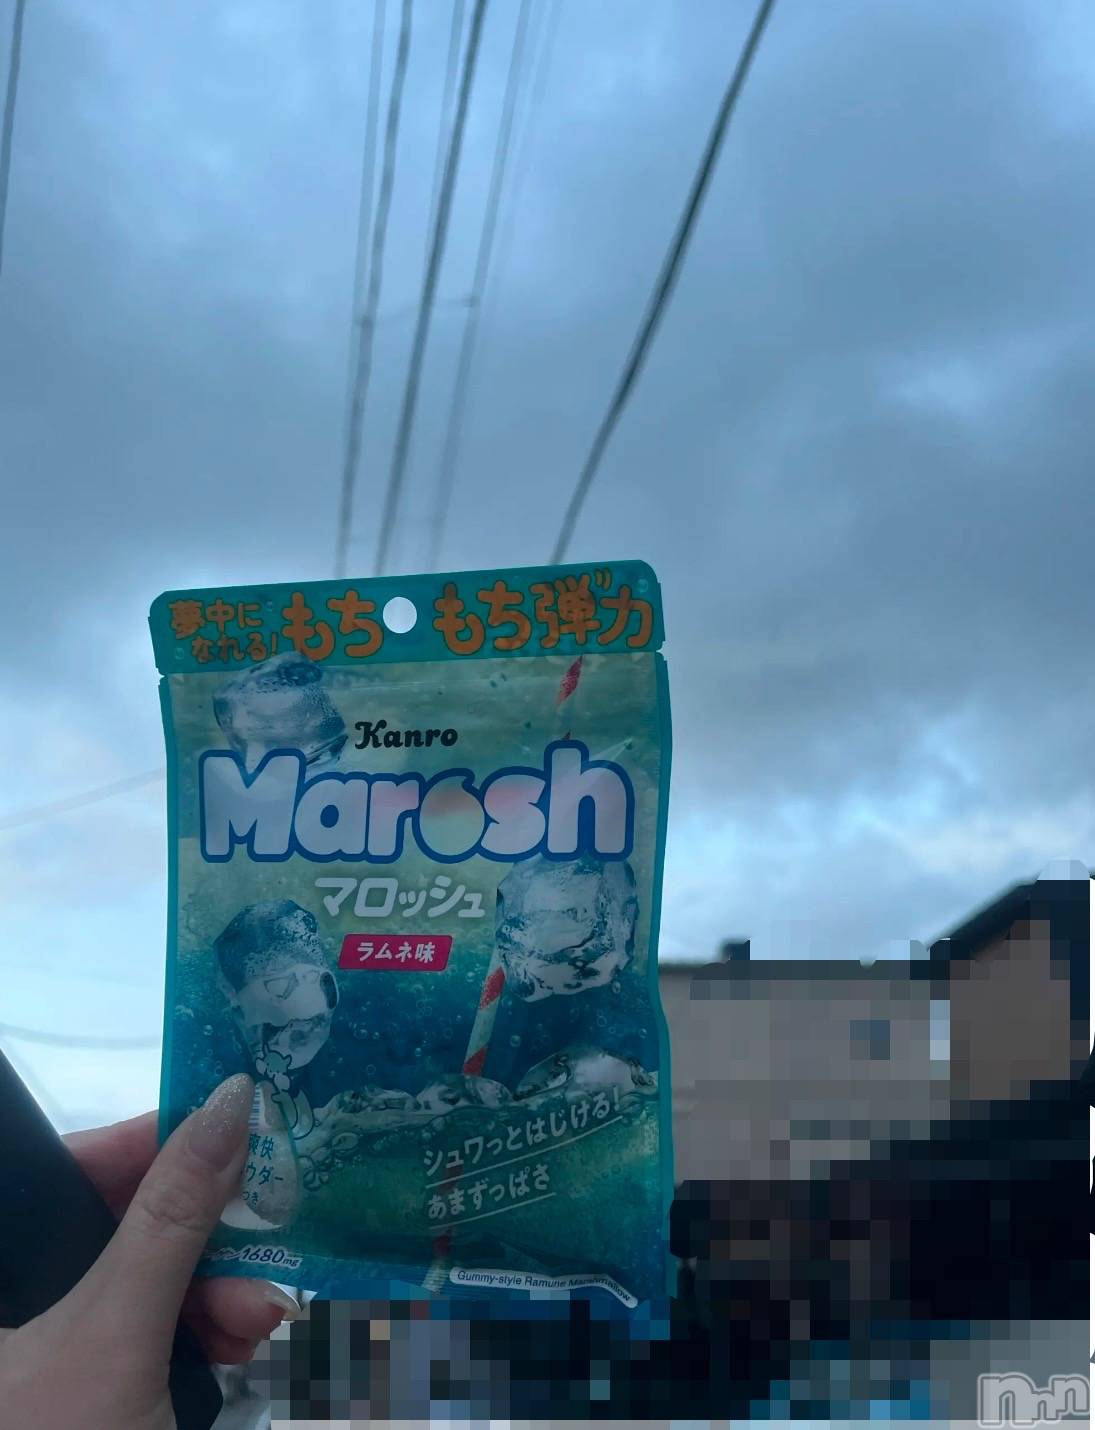 夢中に
なれる!
もちもち弾力
Kanro
Marosh
マロッシュ
ラムネ味
シュワっとはじける!
あまずっぱさ
爽快
ウダー
つき
1680mg
Gummy-style Ramune Marshmallow
nnn